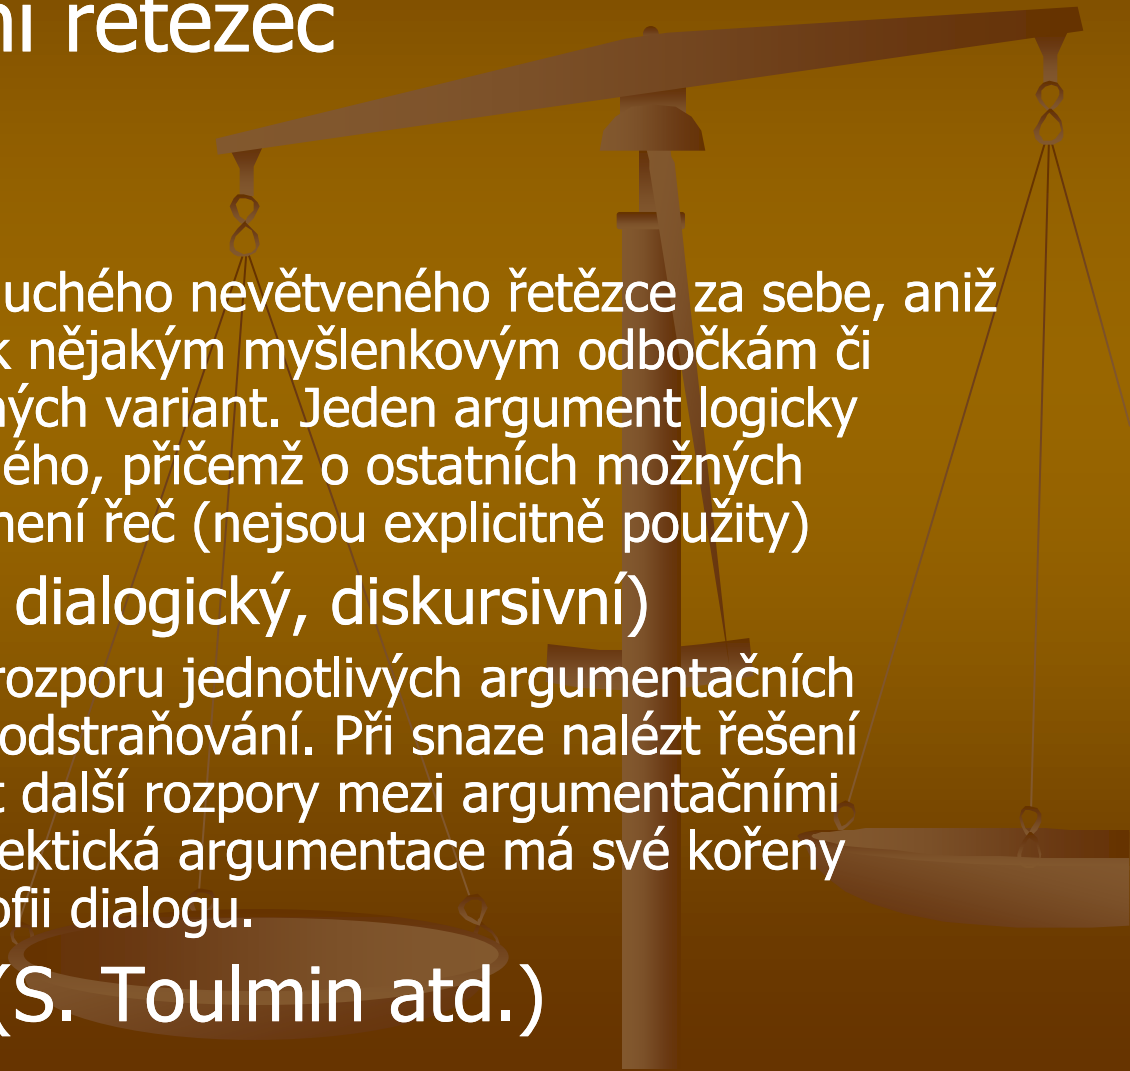 ní řetězec
uchého nevětveného řetězce za sebe, aniž
k nějakým myšlenkovým odbočkám či
ných variant. Jeden argument logicky
ého, přičemž o ostatních možných
není řeč (nejsou explicitně použity)
dialogický, diskursivní)
rozporu jednotlivých argumentačních
odstraňování. Při snaze nalézt řešení
t další rozpory mezi argumentačními
ektická argumentace má své kořeny
ofii dialogu.
(S. Toulmin atd.)